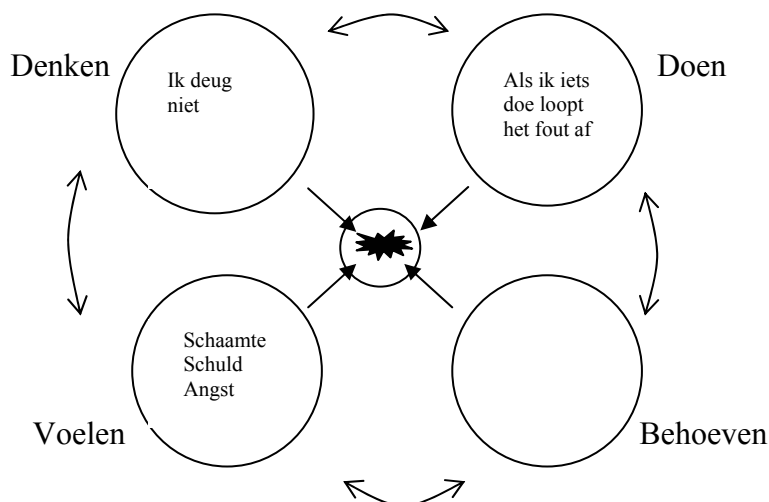 Denken
Ik deug
niet
Als ik iets
doe loopt
het fout af
Doen
Schaamte
Schuld
Angst
Voelen
Behoeven